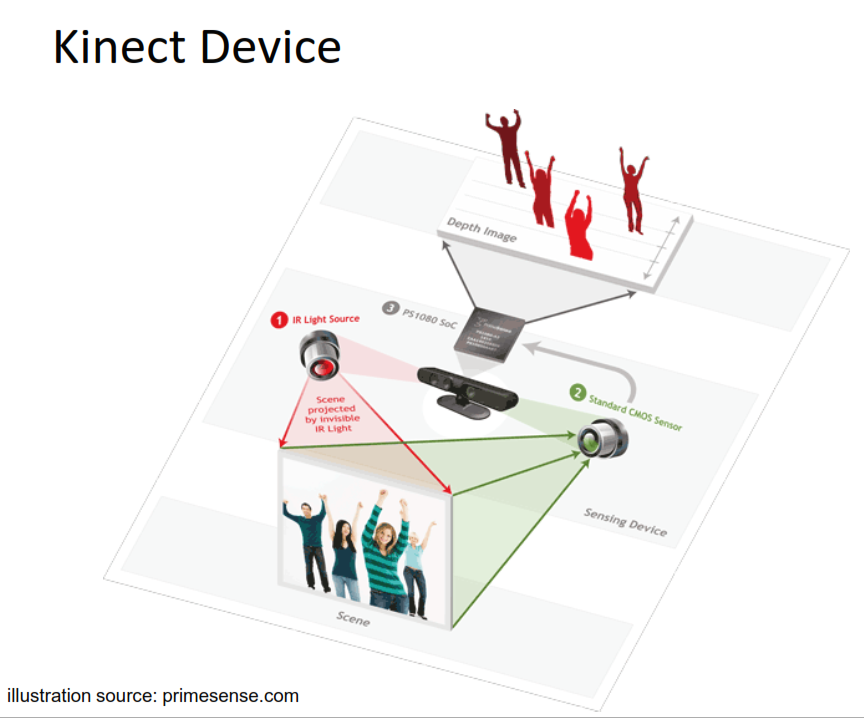 Kinect Device
Depth Image
3 PS1080 SoC
1 IR Light Source
2 Standard CMOS Sensor
Scene
projected
by invisible
IR Light
Sensing Device
Scene
illustration source: primesense.com